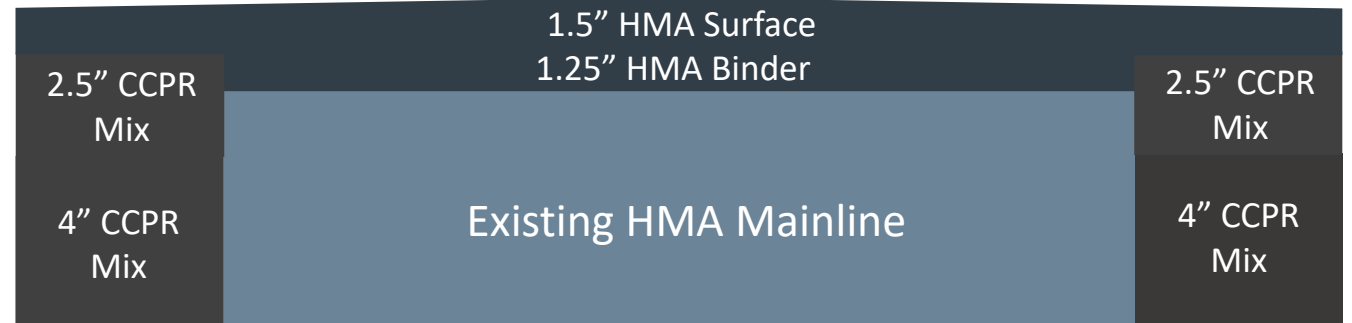 1.5” HMA Surface
1.25” HMA Binder
2.5” CCPR
Mix
2.5” CCPR
Mix
4” CCPR
Mix
Existing HMA Mainline
4” CCPR
Mix